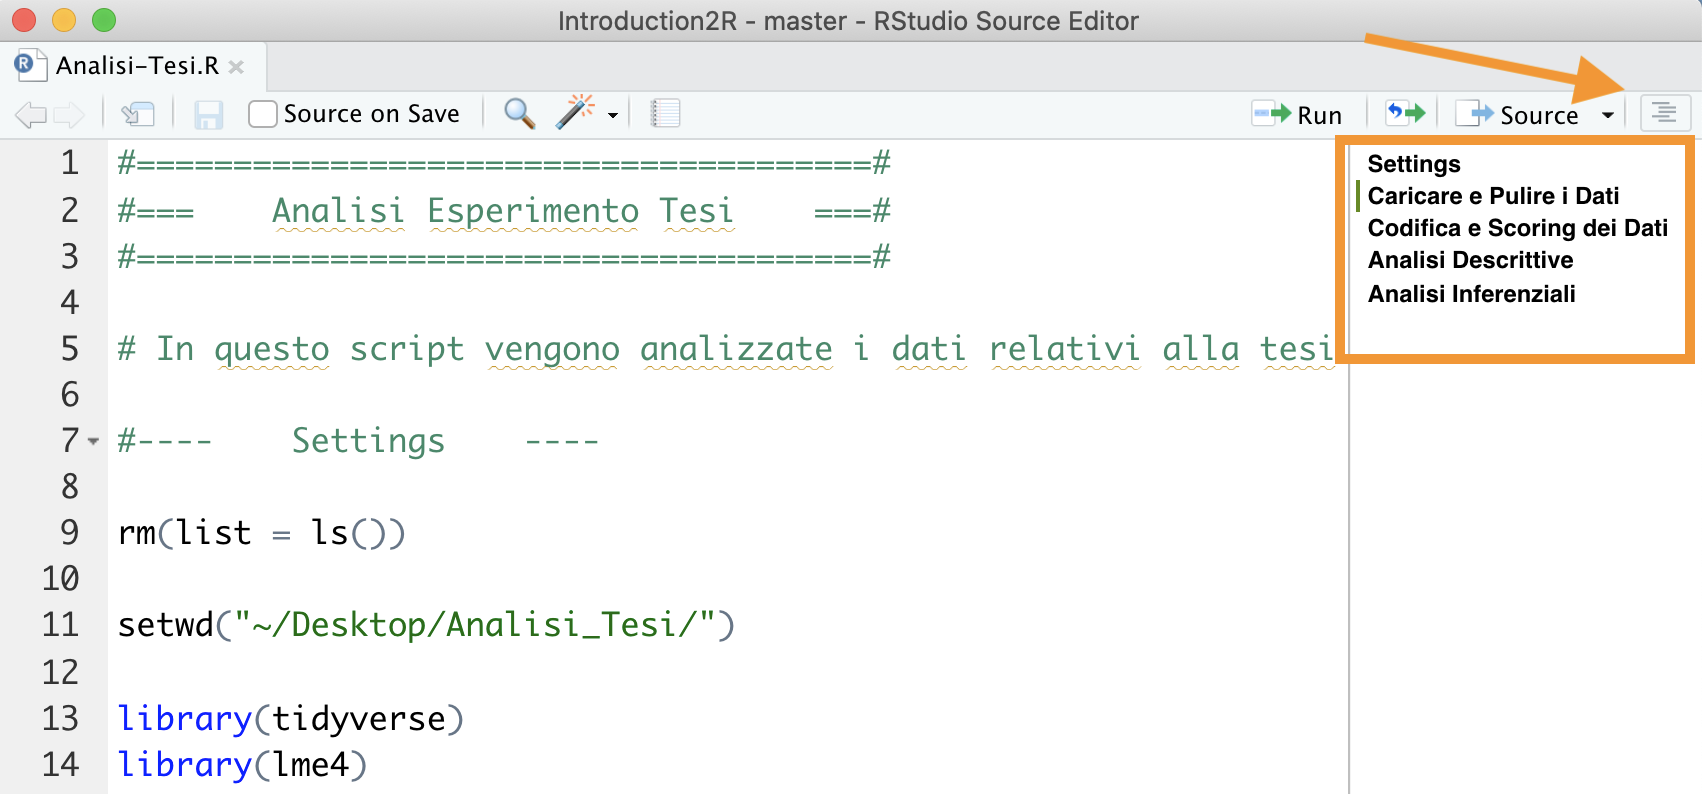 Introduction2R - master - RStudio Source Editor
R Analisi-Tesi.R
Source on Save
Run
Source
1 #======================================#
2 #===    Analisi Esperimento Tesi    ===#
3 #======================================#
4
5 # In questo script vengono analizzate i dati relativi alla tesi
6
7 #----    Settings    ----
8
9 rm(list = ls())
10
11 setwd("~/Desktop/Analisi_Tesi/")
12
13 library(tidyverse)
14 library(lme4)
Settings
Caricare e Pulire i Dati
Codifica e Scoring dei Dati
Analisi Descrittive
Analisi Inferenziali